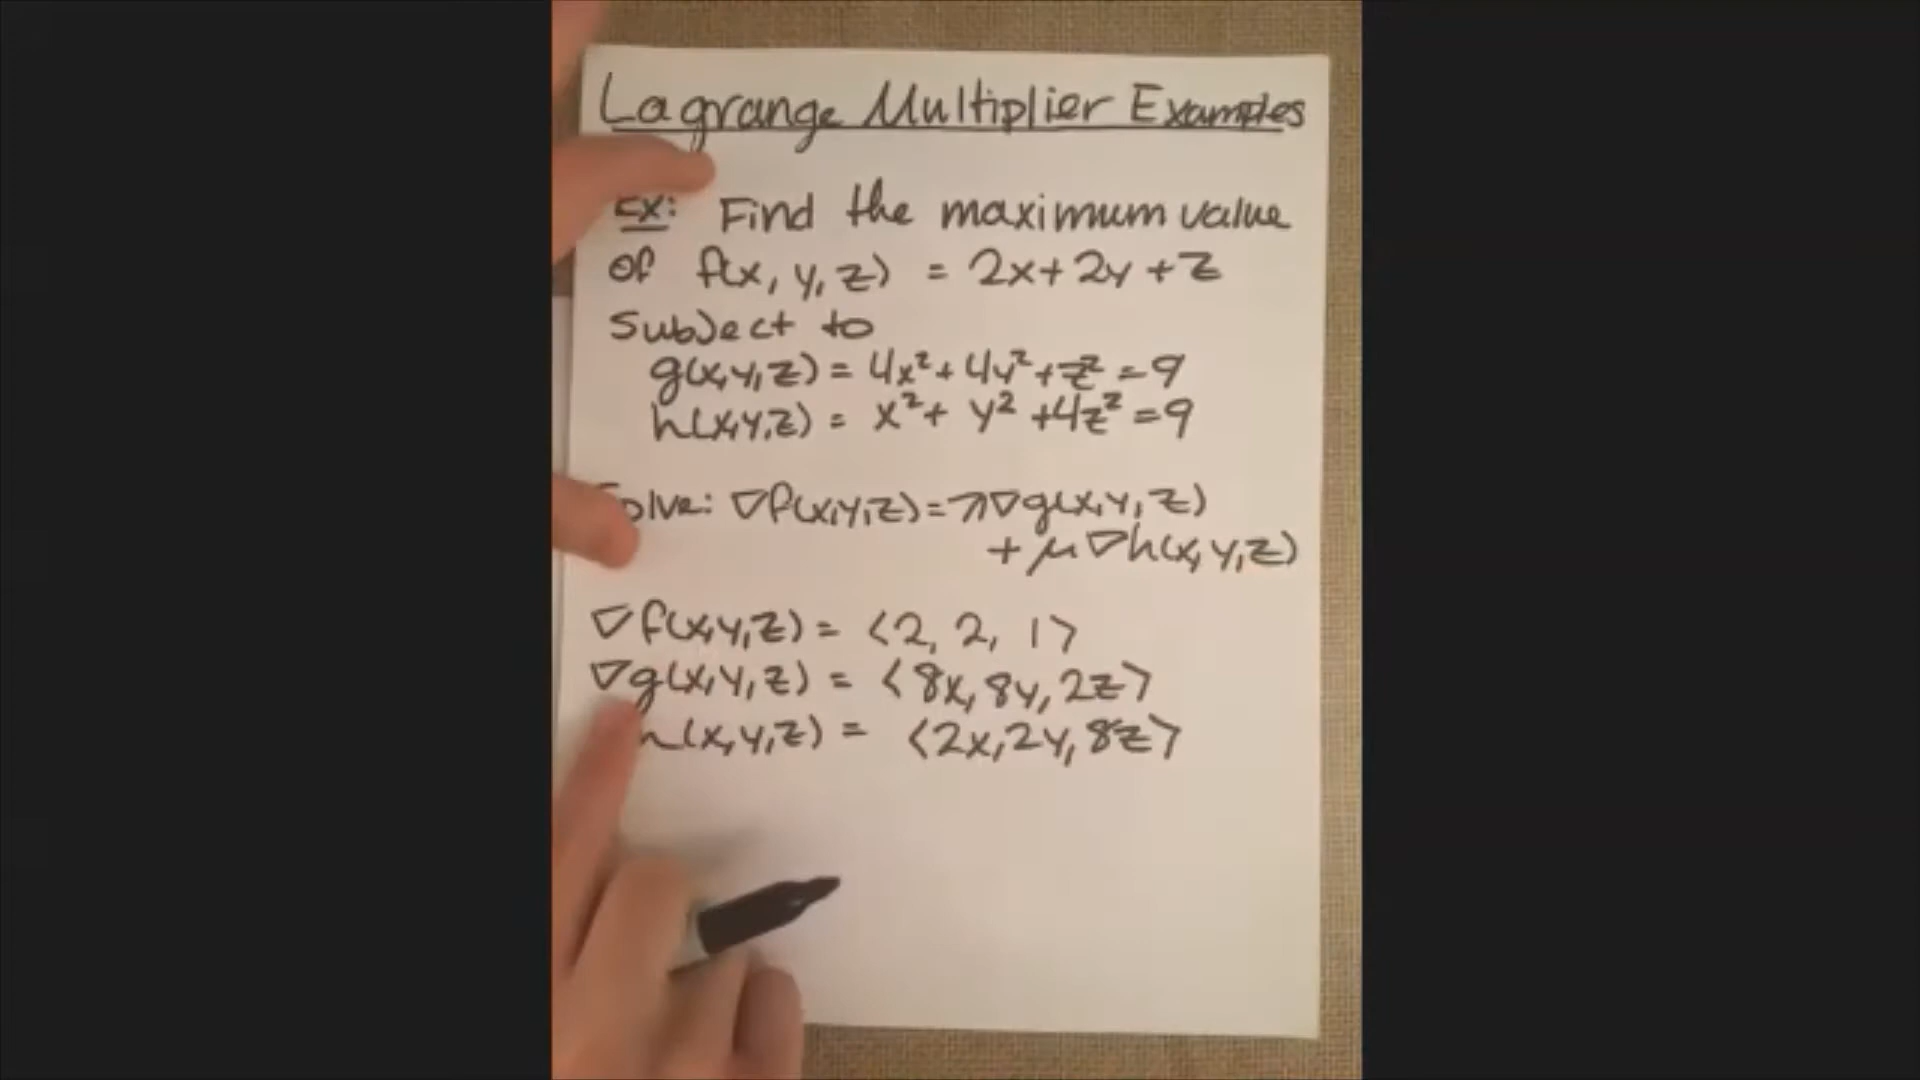 Lagrange Multiplier Examples
Ex: Find the maximum value
of f(x, y, z) = 2x+2y+z
Subject to
g(x,y,z) = 4x²+4y²+z²=9
h(x,y,z) = x²+ y²+4z²=9
Solve: ∇f(x,y,z)=λ∇g(x,y,z)
+ μ∇h(x,y,z)
∇f(x,y,z) = ⟨2, 2, 1⟩
∇g(x,y,z) = ⟨8x, 8y, 2z⟩
h(x,y,z) = ⟨2x,2y,8z⟩